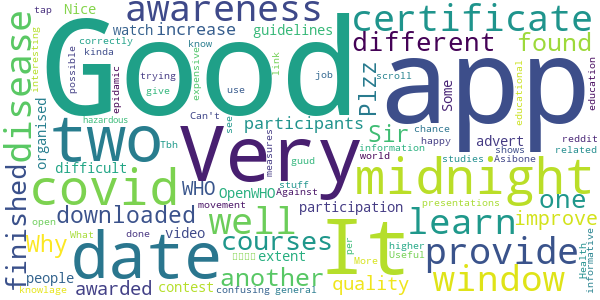 tap
Nice
awareness
certificate
watch
increase
guidelines
correctly
know
kinda
different
found
possible
epidemic
trying
expensive
link
job
scroll
interesting
disease
Good
app
give
use
Plzz
Some
educational
education
hazardous
Can't
participants
Sir
chance
reddit
organised
two
Very
measures
information
happy
advert
related
difficult
Tbh
see
guud
world
shows
studies
Asibone
midnight
WHO
OpenWHO
stuff
Against
finished
covid
one
downloaded
movement
participation
presentations
well
It
learn
improve
open
What
done
video
courses
per
higher
Useful
provide
Why
date
extent
More
Health
informative
people
another
quality
window
knowlage
awarded
contest
confusing
general